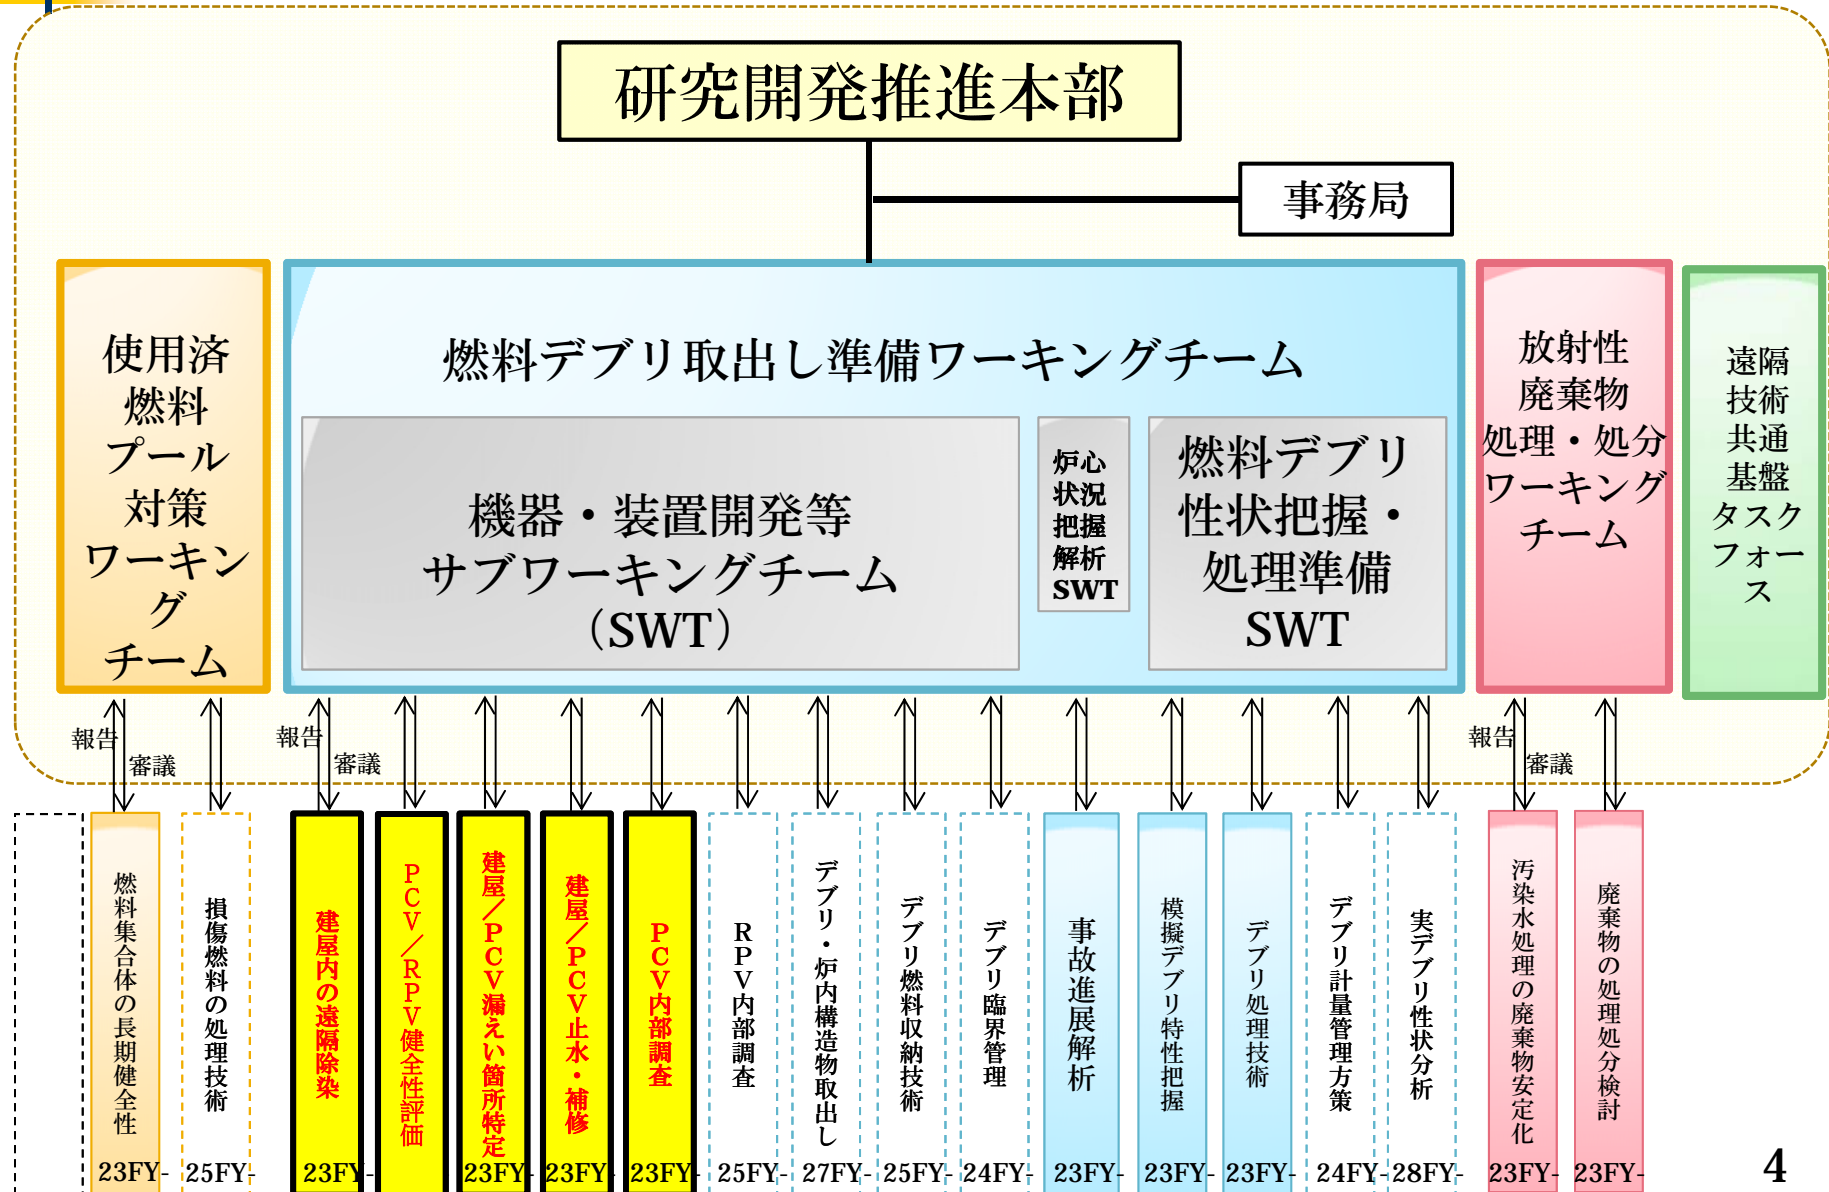 研究開発推進本部
事務局
使用済
燃料
プール
対策
ワーキン
グ
チーム
燃料デブリ取出し準備ワーキングチーム
機器・装置開発等
サブワーキングチーム
（SWT）
炉心
状況
把握
解析
SWT
燃料デブリ
性状把握・
処理準備
SWT
放射性
廃棄物
処理・処分
ワーキング
チーム
遠隔
技術
共通
基盤
タスク
フォー
ス
報告
審議
報告
審議
報告
審議
燃料集合体の長期健全性
23FY-
損傷燃料の処理技術
25FY-
建屋内の遠隔除染
23FY-
ＰＣＶ／ＲＰＶ健全性評価
建屋／ＰＣＶ漏えい箇所特定
23FY-
建屋／ＰＣＶ止水・補修
23FY-
ＰＣＶ内部調査
23FY-
ＲＰＶ内部調査
25FY-
デブリ・炉内構造物取出し
27FY-
デブリ燃料収納技術
25FY-
デブリ臨界管理
24FY-
事故進展解析
23FY-
模擬デブリ特性把握
23FY-
デブリ処理技術
23FY-
デブリ計量管理方策
24FY-
実デブリ性状分析
28FY-
汚染水処理の廃棄物安定化
23FY-
廃棄物の処理処分検討
23FY-
4